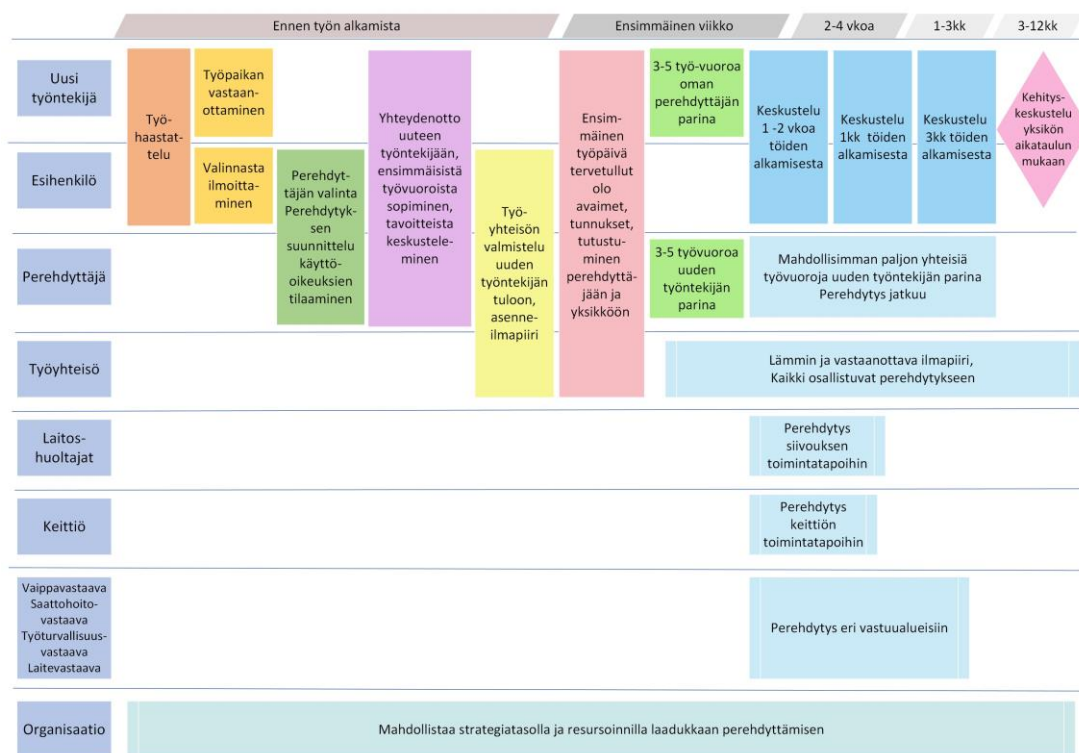 Ennen työn alkamista
Ensimmäinen viikko
2-4 vkoa
1-3kk
3-12kk
Uusi
työntekijä
Työ-
haastat-
telu
Työpaikan
vastaan-
ottaminen
Yhteydenotto
uuteen
työntekijään,
ensimmäisistä
työvuoroista
sopiminen,
tavoitteista
keskustele-
minen
Ensim-
mäinen
työpäivä
tervetullut
olo
avaimet,
tunnukset,
tutustu-
minen
perehdyttä-
jään ja
yksikköön
3-5 työ-vuoroa
oman
perehdyttäjän
parina
Keskustelu
1 -2 vkoa
töiden
alkamisesta
Keskustelu
1kk töiden
alkamisesta
Keskustelu
3kk töiden
alkamisesta
Kehitys-
keskustelu
yksikön
aikataulun
mukaan
Esihenkilö
Valinnasta
ilmoitta-
minen
Perehdyt-
täjän valinta
Perehdytyk-
sen
suunnittelu
käyttö-
oikeuksien
tilaaminen
Työ-
yhteisön
valmistelu
uuden
työntekijän
tuloon,
asenne-
ilmapiiri
Perehdyttäjä
3-5 työvuoroa
uuden
työntekijän
parina
Mahdollisimman paljon yhteisiä
työvuoroja uuden työntekijän parina
Perehdytys jatkuu
Työyhteisö
Lämmin ja vastaanottava ilmapiiri,
Kaikki osallistuvat perehdytykseen
Laitos-
huoltajat
Perehdytys
siivouksen
toimintatapoihin
Keittiö
Perehdytys
keittiön
toimintatapoihin
Vaippavastaava
Saattohoito-
vastaava
Työturvallisuus-
vastaava
Laitevastaava
Perehdytys eri vastuualueisiin
Organisaatio
Mahdollistaa strategiatasolla ja resursoinnilla laadukkaan perehdyttämisen